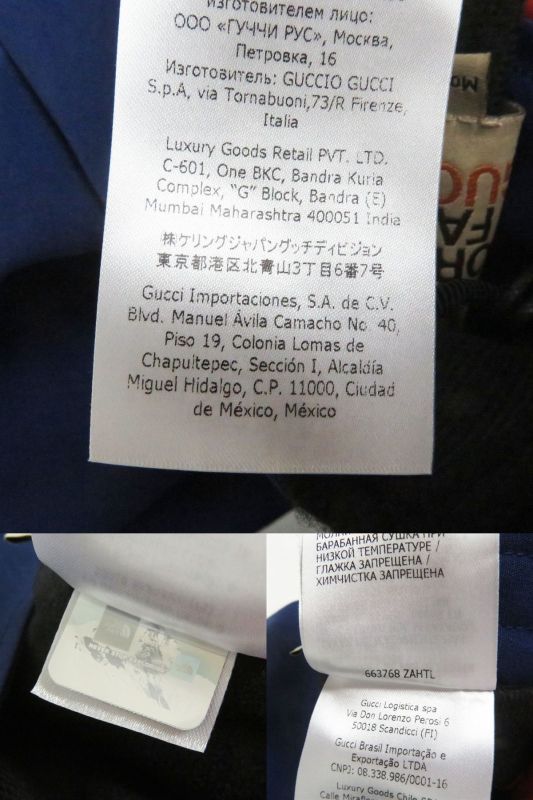 изготовителем лицо:
ООО «ГУЧЧИ РУС», Москва,
Петровка, 16
Изготовитель: GUCCIO GUCCI
S.p.A, via Tornabuoni,73/R Firenze,
Italia
Luxury Goods Retail PVT. LTD.
C-601, One BKC, Bandra Kurla
Complex, “G” Block, Bandra (E)
Mumbai Maharashtra 400051 India
㈱ケリングジャパングッチディビジョン
東京都港区北青山3丁目6番7号
Gucci Importaciones, S.A. de C.V.
Blvd. Manuel Ávila Camacho No. 40,
Piso 19, Colonia Lomas de
Chapultepec, Sección I, Alcaldía
Miguel Hidalgo, C.P. 11000, Ciudad
de México, México
БАРАБАННАЯ СУШКА ПРИ
НИЗКОЙ ТЕМПЕРАТУРЕ /
ГЛАЖКА ЗАПРЕЩЕНА /
ХИМЧИСТКА ЗАПРЕЩЕНА
663768 ZAHTL
Gucci Logistica spa
Via Don Lorenzo Perosi 6
50018 Scandicci (FI)
Gucci Brasil Importação e
Exportação LTDA
CNPJ: 08.338.986/0001-16
Luxury Goods Chile
Calle